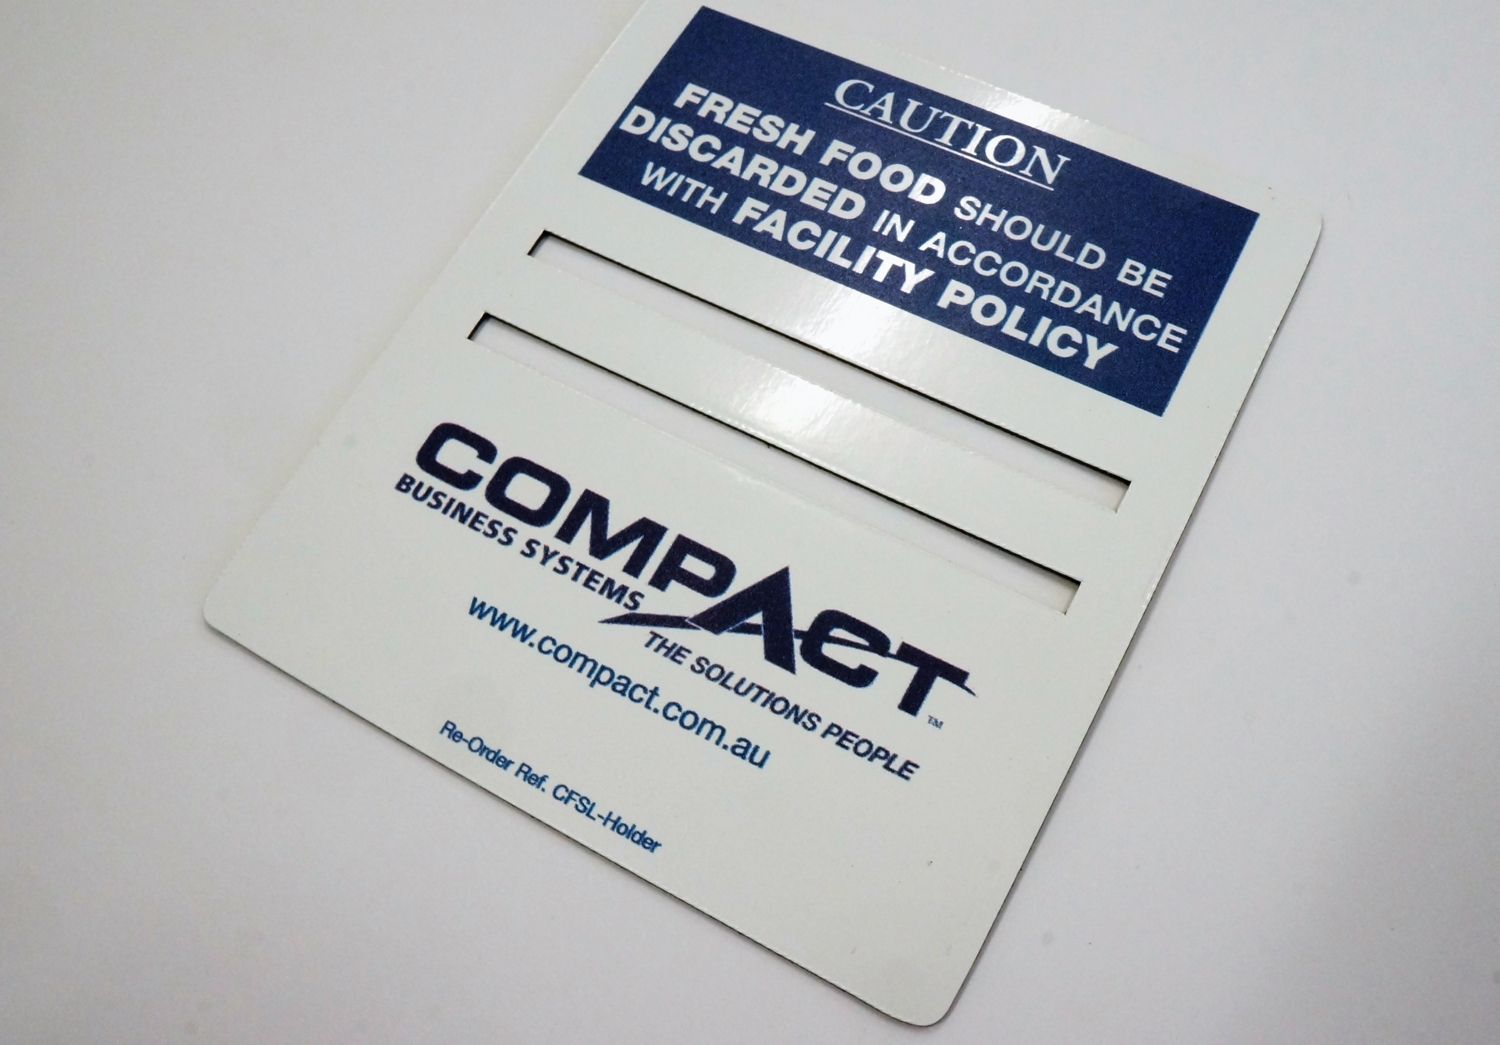 CAUTION
FRESH FOOD SHOULD BE
DISCARDED IN ACCORDANCE
WITH FACILITY POLICY
COMPACT
BUSINESS SYSTEMS
THE SOLUTIONS PEOPLE™
www.compact.com.au
Re-Order Ref. CFSL-Holder